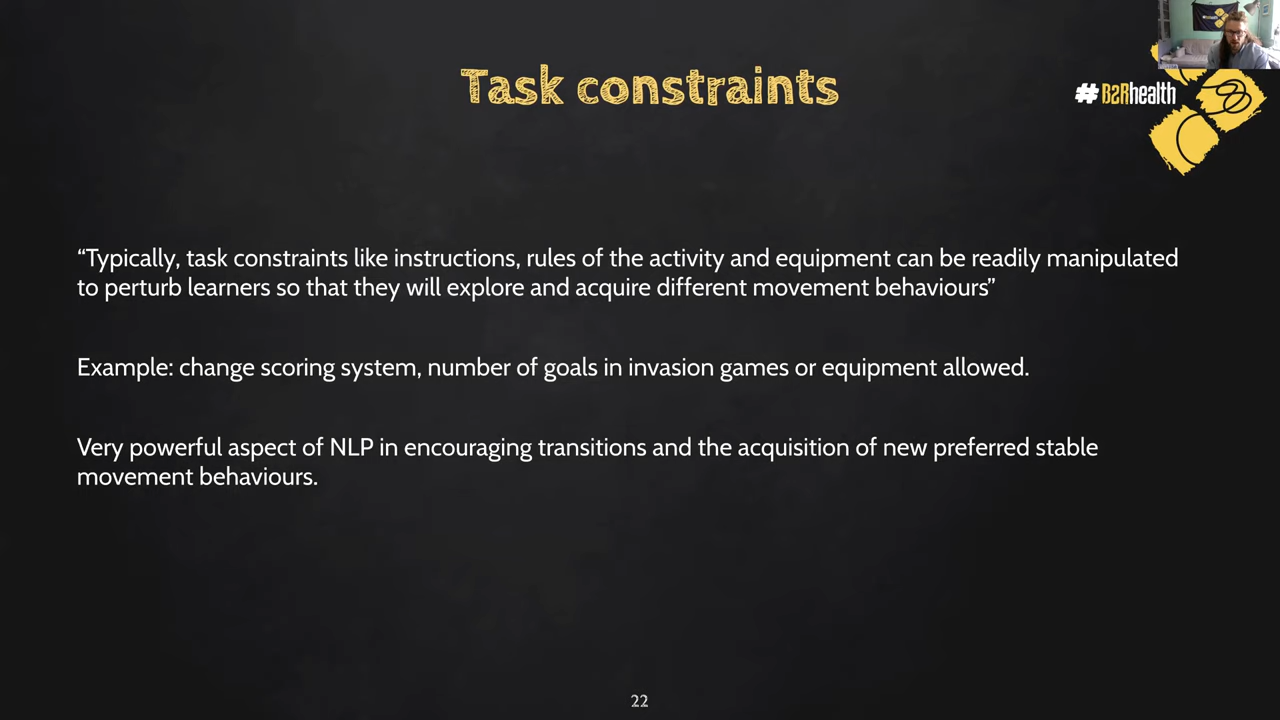 Task constraints
#B2Rhealth
“Typically, task constraints like instructions, rules of the activity and equipment can be readily manipulated
to perturb learners so that they will explore and acquire different movement behaviours”
Example: change scoring system, number of goals in invasion games or equipment allowed.
Very powerful aspect of NLP in encouraging transitions and the acquisition of new preferred stable
movement behaviours.
22